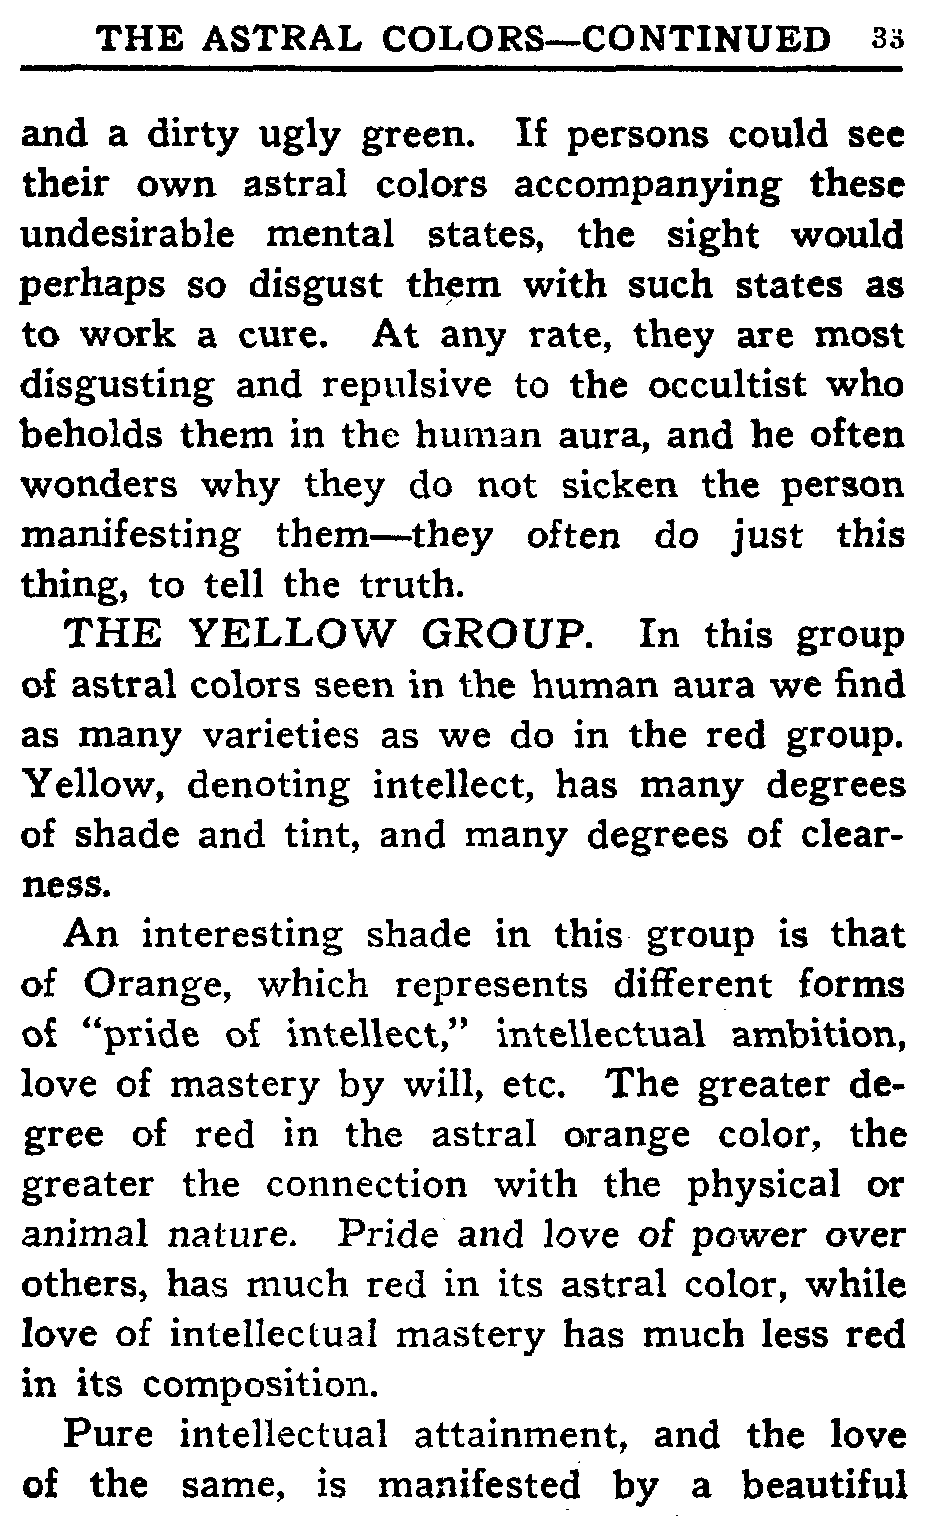 THE ASTRAL COLORS—CONTINUED 33
and a dirty ugly green. If persons could see
their own astral colors accompanying these
undesirable mental states, the sight would
perhaps so disgust them with such states as
to work a cure. At any rate, they are most
disgusting and repulsive to the occultist who
beholds them in the human aura, and he often
wonders why they do not sicken the person
manifesting them—they often do just this
thing, to tell the truth.
THE YELLOW GROUP. In this group
of astral colors seen in the human aura we find
as many varieties as we do in the red group.
Yellow, denoting intellect, has many degrees
of shade and tint, and many degrees of clear-
ness.
An interesting shade in this group is that
of Orange, which represents different forms
of “pride of intellect,” intellectual ambition,
love of mastery by will, etc. The greater de-
gree of red in the astral orange color, the
greater the connection with the physical or
animal nature. Pride and love of power over
others, has much red in its astral color, while
love of intellectual mastery has much less red
in its composition.
Pure intellectual attainment, and the love
of the same, is manifested by a beautiful